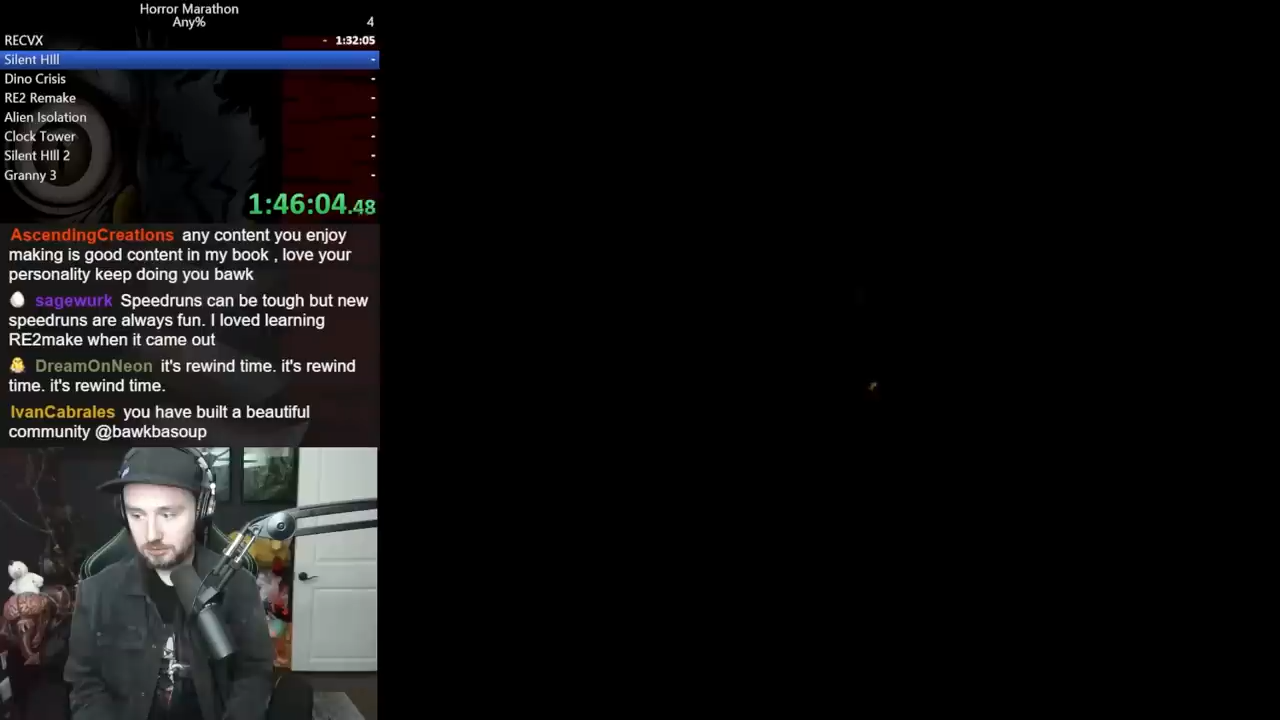 Horror Marathon
Any%
4
RECVX - 1:32:05
Silent HIll -
Dino Crisis -
RE2 Remake -
Alien Isolation -
Clock Tower -
Silent HIll 2 -
Granny 3 -
1:46:04.48
AscendingCreations any content you enjoy
making is good content in my book , love your
personality keep doing you bawk
sagewurk Speedruns can be tough but new
speedruns are always fun. I loved learning
RE2make when it came out
DreamOnNeon it's rewind time. it's rewind
time. it's rewind time.
IvanCabrales you have built a beautiful
community @bawkbasoup